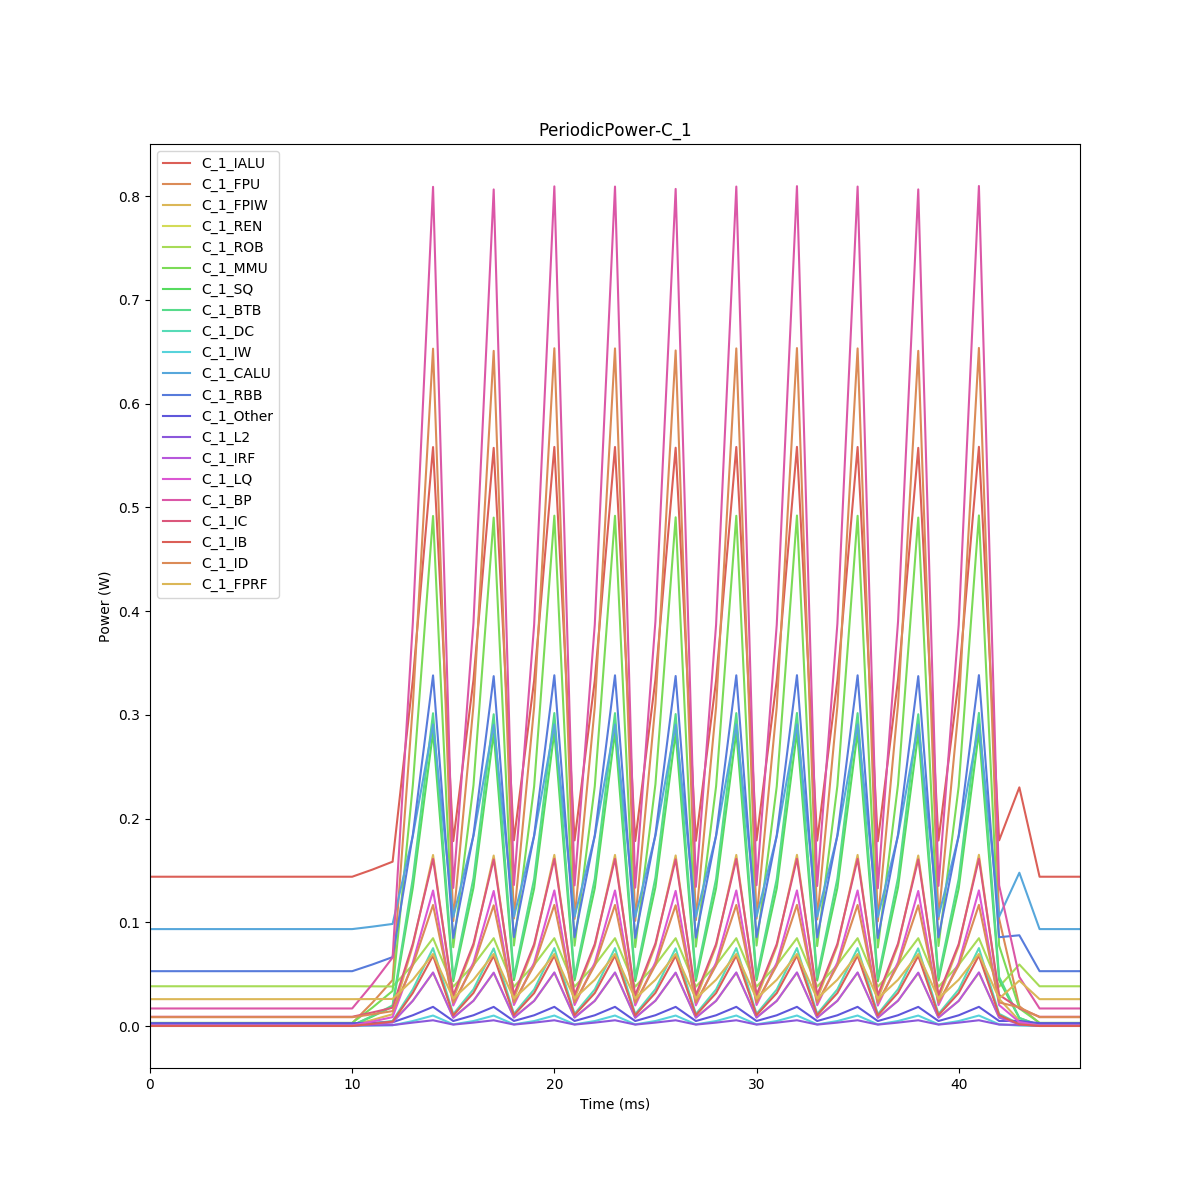 PeriodicPower-C_1
C_1_IALU
C_1_FPU
C_1_FPIW
C_1_REN
C_1_ROB
C_1_MMU
C_1_SQ
C_1_BTB
C_1_DC
C_1_IW
C_1_CALU
C_1_RBB
C_1_Other
C_1_L2
C_1_IRF
C_1_LQ
C_1_BP
C_1_IC
C_1_IB
C_1_ID
C_1_FPRF
Power (W)
0.8
0.7
0.6
0.5
0.4
0.3
0.2
0.1
0.0
0 10 20 30 40
Time (ms)